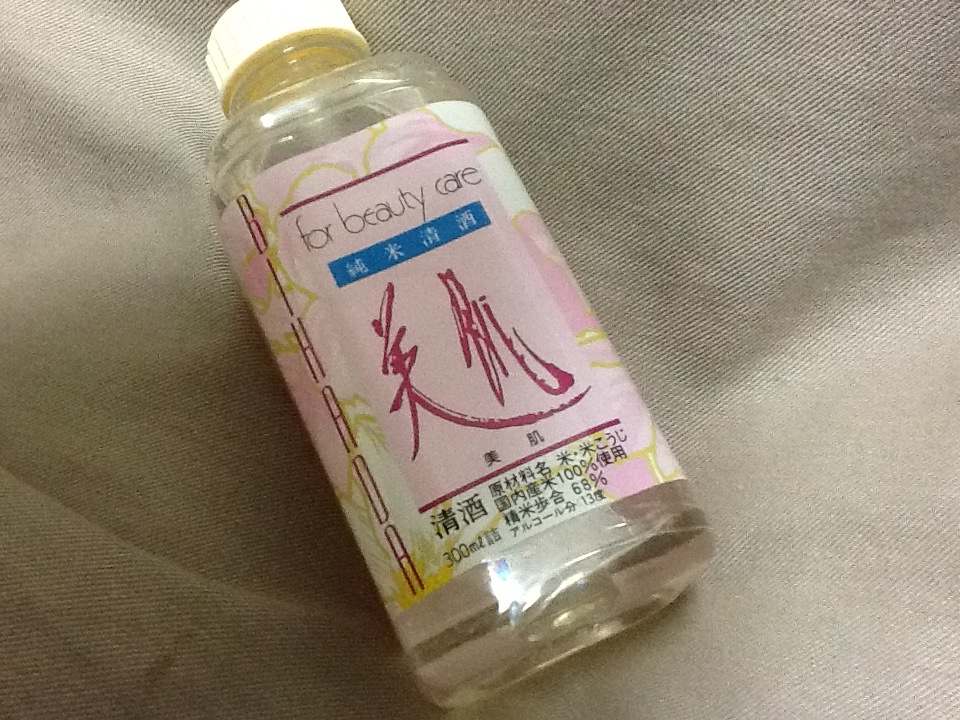 for beauty care
純米清酒
美肌
美肌
BIHADA
原材料名 米・米こうじ
国内産米100%使用
清酒 精米歩合 68%
300ml詰 アルコール分 13度